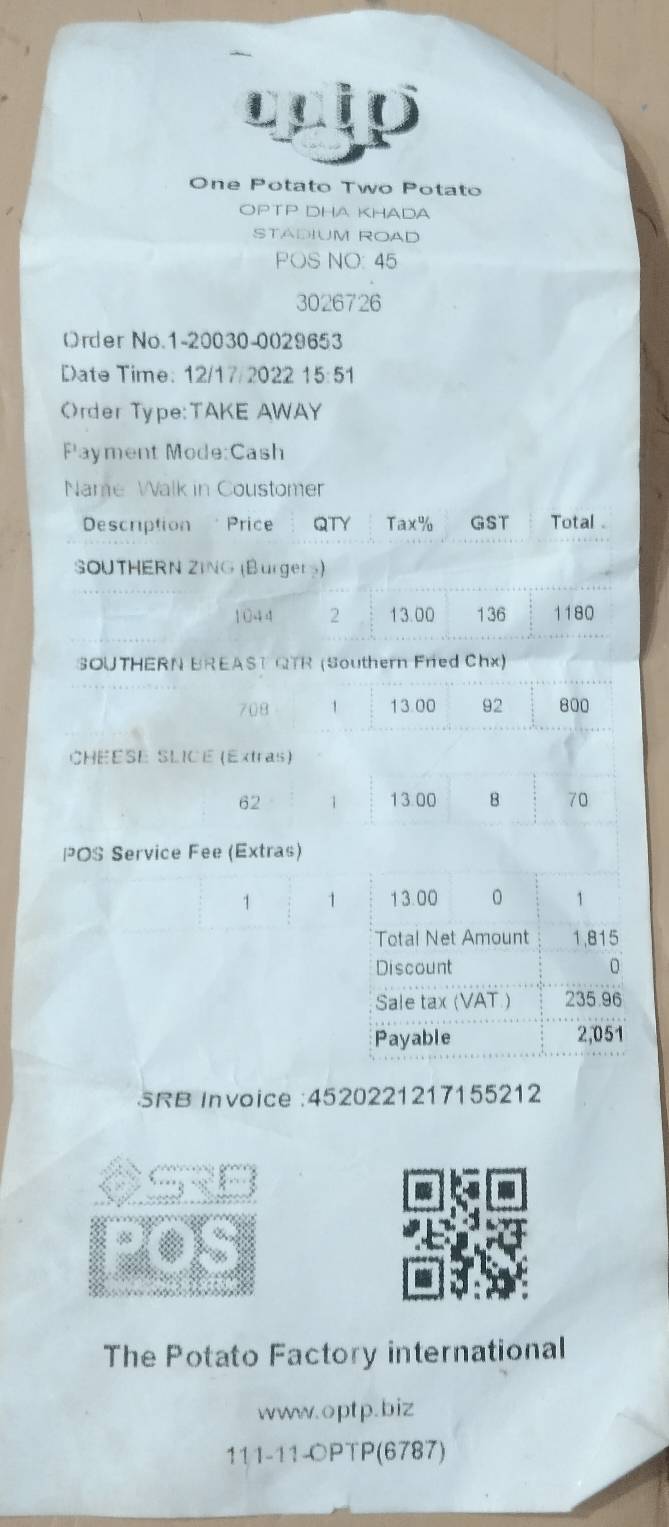 optp
One Potato Two Potato
OPTP DHA KHADA
STADIUM ROAD
POS NO: 45
3026726
Order No.1-20030-0029653
Date Time: 12/17/2022 15:51
Order Type:TAKE AWAY
Payment Mode:Cash
Name Walk in Coustomer
Description Price QTY Tax% GST Total
SOUTHERN ZING (Burgers)
1044 2 13.00 136 1180
SOUTHERN BREAST QTR (Southern Fried Chx)
708 1 13.00 92 800
CHEESE SLICE (Extras)
62 1 13.00 8 70
POS Service Fee (Extras)
1 1 13.00 0 1
Total Net Amount 1,815
Discount 0
Sale tax (VAT) 235.96
Payable 2,051
SRB Invoice :4520221217155212
SRB
POS
The Potato Factory international
www.optp.biz
111-11-OPTP(6787)